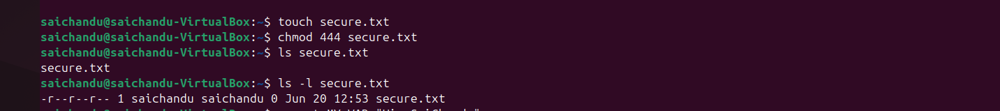 saichandu@saichandu-VirtualBox:~$ touch secure.txt
saichandu@saichandu-VirtualBox:~$ chmod 444 secure.txt
saichandu@saichandu-VirtualBox:~$ ls secure.txt
secure.txt
saichandu@saichandu-VirtualBox:~$ ls -l secure.txt
-r--r--r-- 1 saichandu saichandu 0 Jun 20 12:53 secure.txt